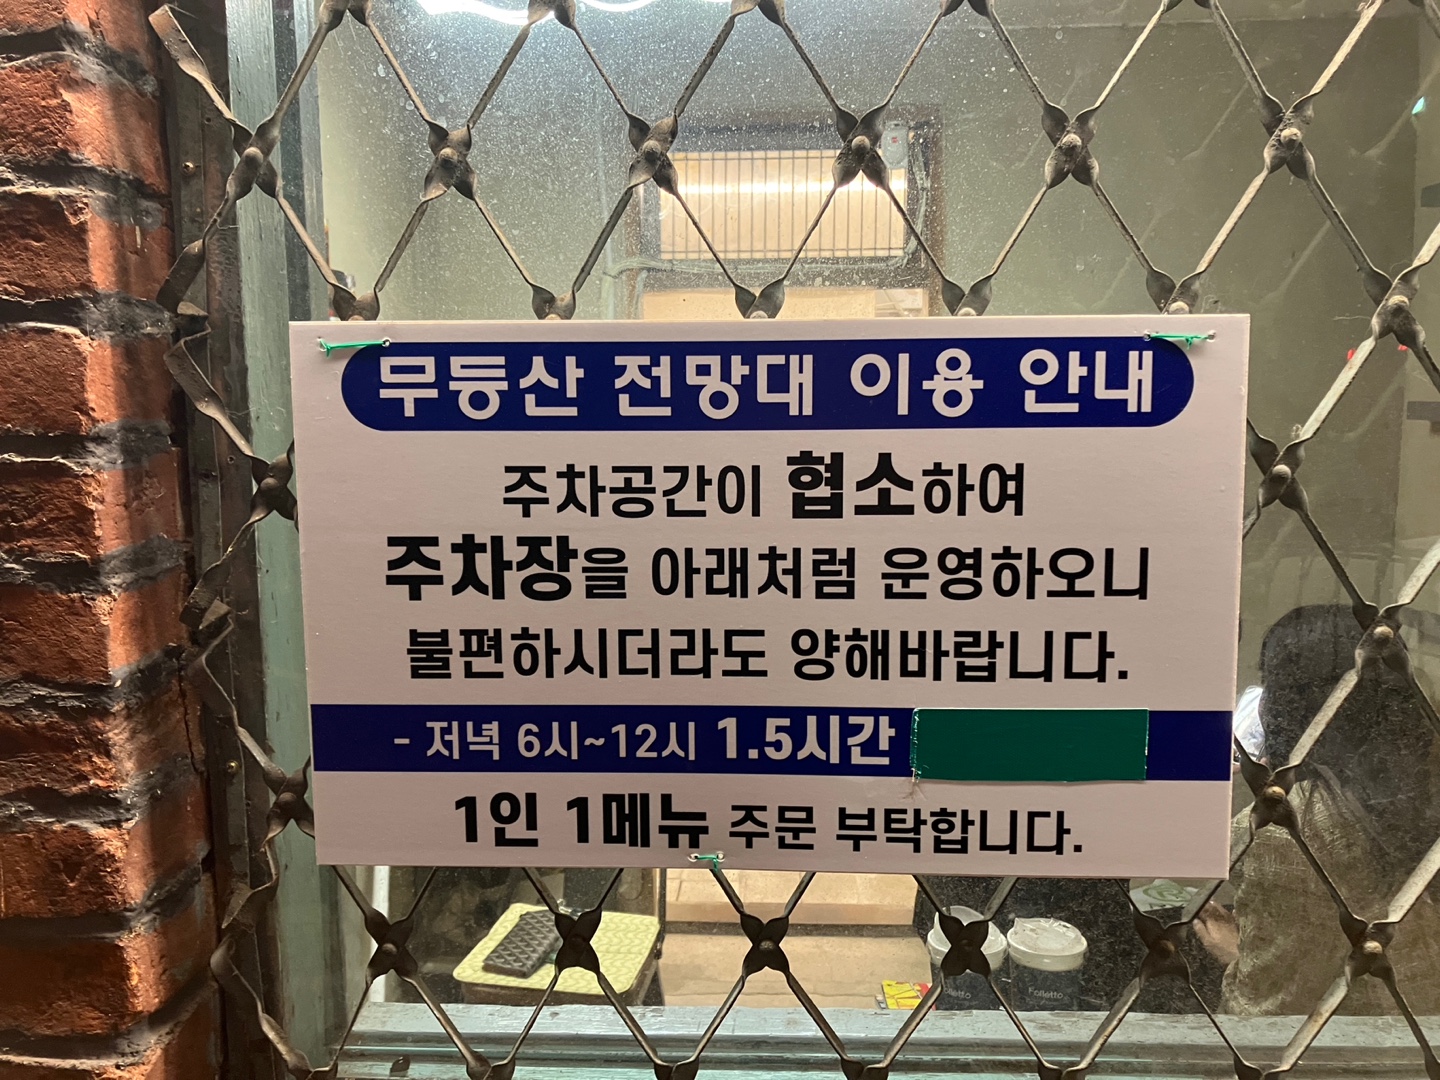 무등산 전망대 이용 안내
주차공간이 협소하여
주차장을 아래처럼 운영하오니
불편하시더라도 양해바랍니다.
- 저녁 6시~12시 1.5시간
1인 1메뉴 주문 부탁합니다.
Folletto
Folletto